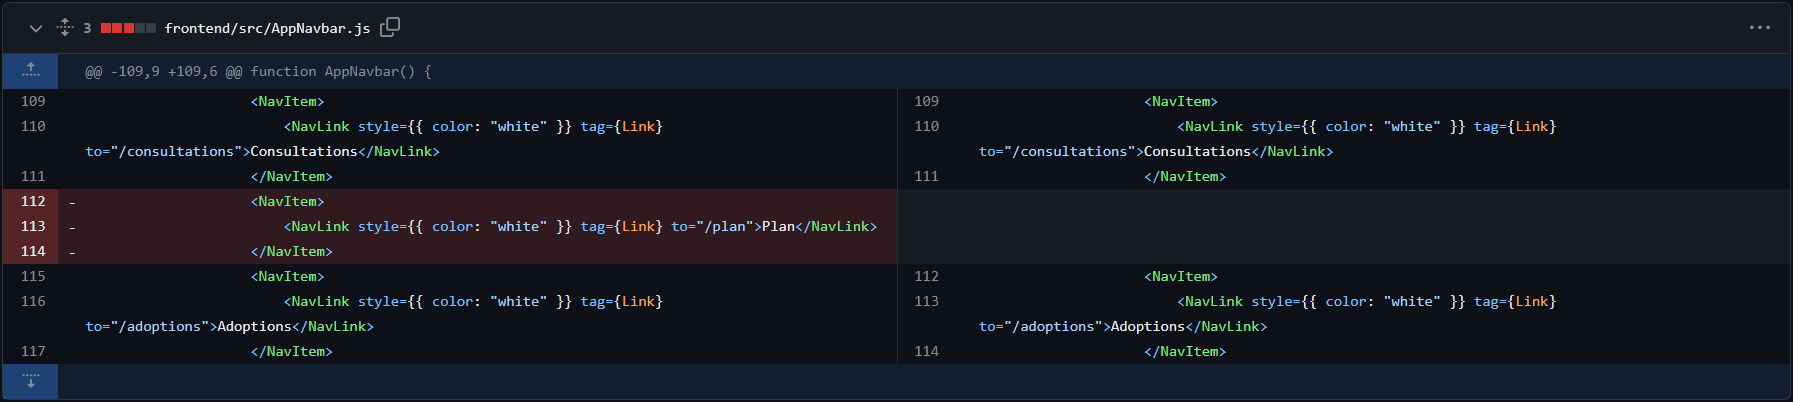 3 frontend/src/AppNavbar.js
@@ -109,9 +109,6 @@ function AppNavbar() {
109 <NavItem>
110 <NavLink style={{ color: "white" }} tag={Link}
to="/consultations">Consultations</NavLink>
111 </NavItem>
112 - <NavItem>
113 - <NavLink style={{ color: "white" }} tag={Link} to="/plan">Plan</NavLink>
114 - </NavItem>
115 <NavItem>
116 <NavLink style={{ color: "white" }} tag={Link}
to="/adoptions">Adoptions</NavLink>
117 </NavItem>
109 <NavItem>
110 <NavLink style={{ color: "white" }} tag={Link}
to="/consultations">Consultations</NavLink>
111 </NavItem>
112 <NavItem>
113 <NavLink style={{ color: "white" }} tag={Link}
to="/adoptions">Adoptions</NavLink>
114 </NavItem>